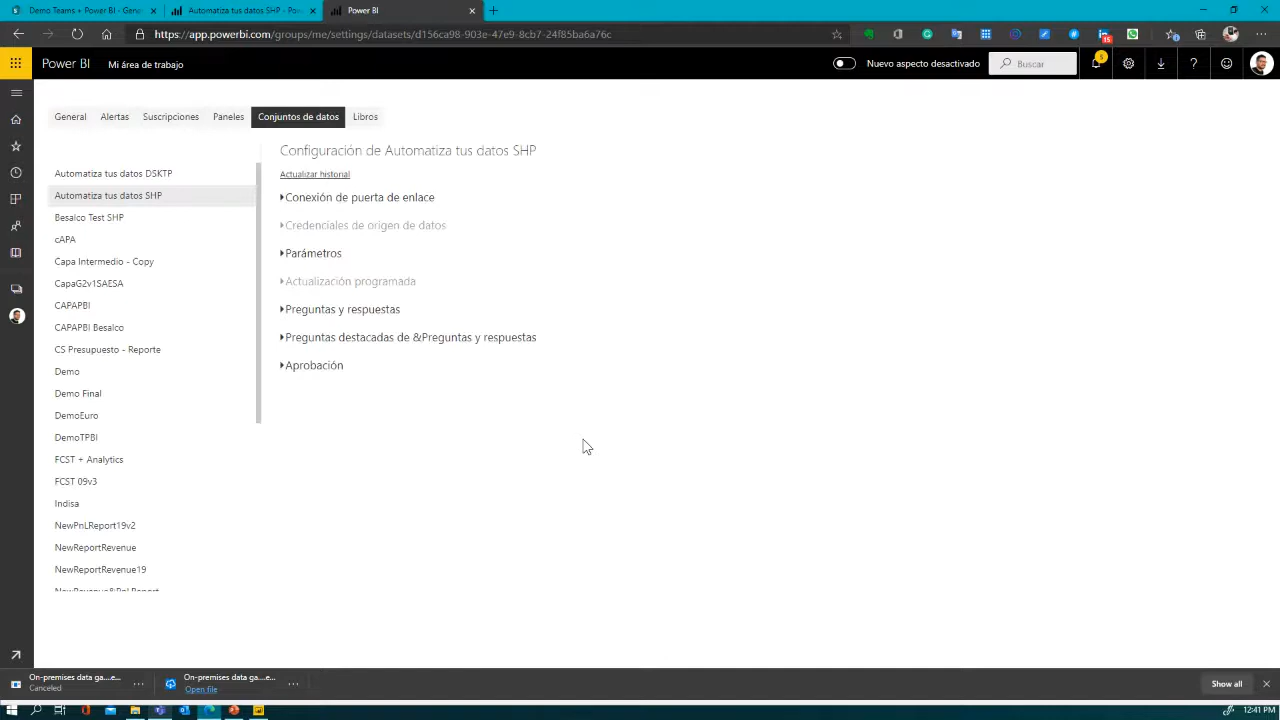 Demo Teams + Power BI - Gener
Automatiza tus datos SHP - Pow
Power BI
https://app.powerbi.com/groups/me/settings/datasets/d156ca98-903e-47e9-8cb7-24f85ba6a76c
15
Power BI
Mi área de trabajo
Nuevo aspecto desactivado
Buscar
5
General
Alertas
Suscripciones
Paneles
Conjuntos de datos
Libros
Automatiza tus datos DSKTP
Automatiza tus datos SHP
Besalco Test SHP
cAPA
Capa Intermedio - Copy
CapaG2v1SAESA
CAPAPBI
CAPAPBI Besalco
CS Presupuesto - Reporte
Demo
Demo Final
DemoEuro
DemoTPBI
FCST + Analytics
FCST 09v3
Indisa
NewPnLReport19v2
NewReportRevenue
NewReportRevenue19
NewRevenue&PnLReport
Configuración de Automatiza tus datos SHP
Actualizar historial
Conexión de puerta de enlace
Credenciales de origen de datos
Parámetros
Actualización programada
Preguntas y respuestas
Preguntas destacadas de &Preguntas y respuestas
Aprobación
On-premises data ga....e...
Canceled
On-premises data ga....e...
Open file
Show all
12:41 PM